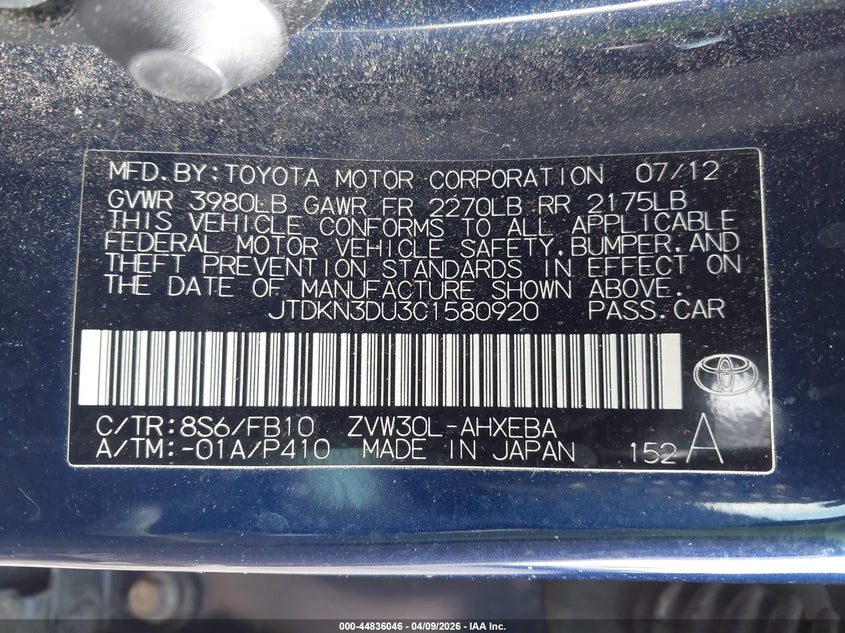 MFD.BY:TOYOTA MOTOR CORPORATION 07/12
GVWR 3980LB GAWR FR 2270LB RR 2175LB
THIS VEHICLE CONFORMS TO ALL APPLICABLE
FEDERAL MOTOR VEHICLE SAFETY,BUMPER,AND
THEFT PREVENTION STANDARDS IN EFFECT ON
THE DATE OF MANUFACTURE SHOWN ABOVE.
JTDKN3DU3C1580920 PASS.CAR
C/TR:8S6/FB10 ZVW30L-AHXEBA
A/TM:-01A/P410 MADE IN JAPAN 152 A
000-44836046 - 04/09/2026 - IAA Inc.